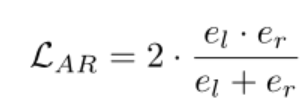 $\mathcal{L}_{AR} = 2 \cdot \frac{e_l \cdot e_r}{e_l + e_r}$